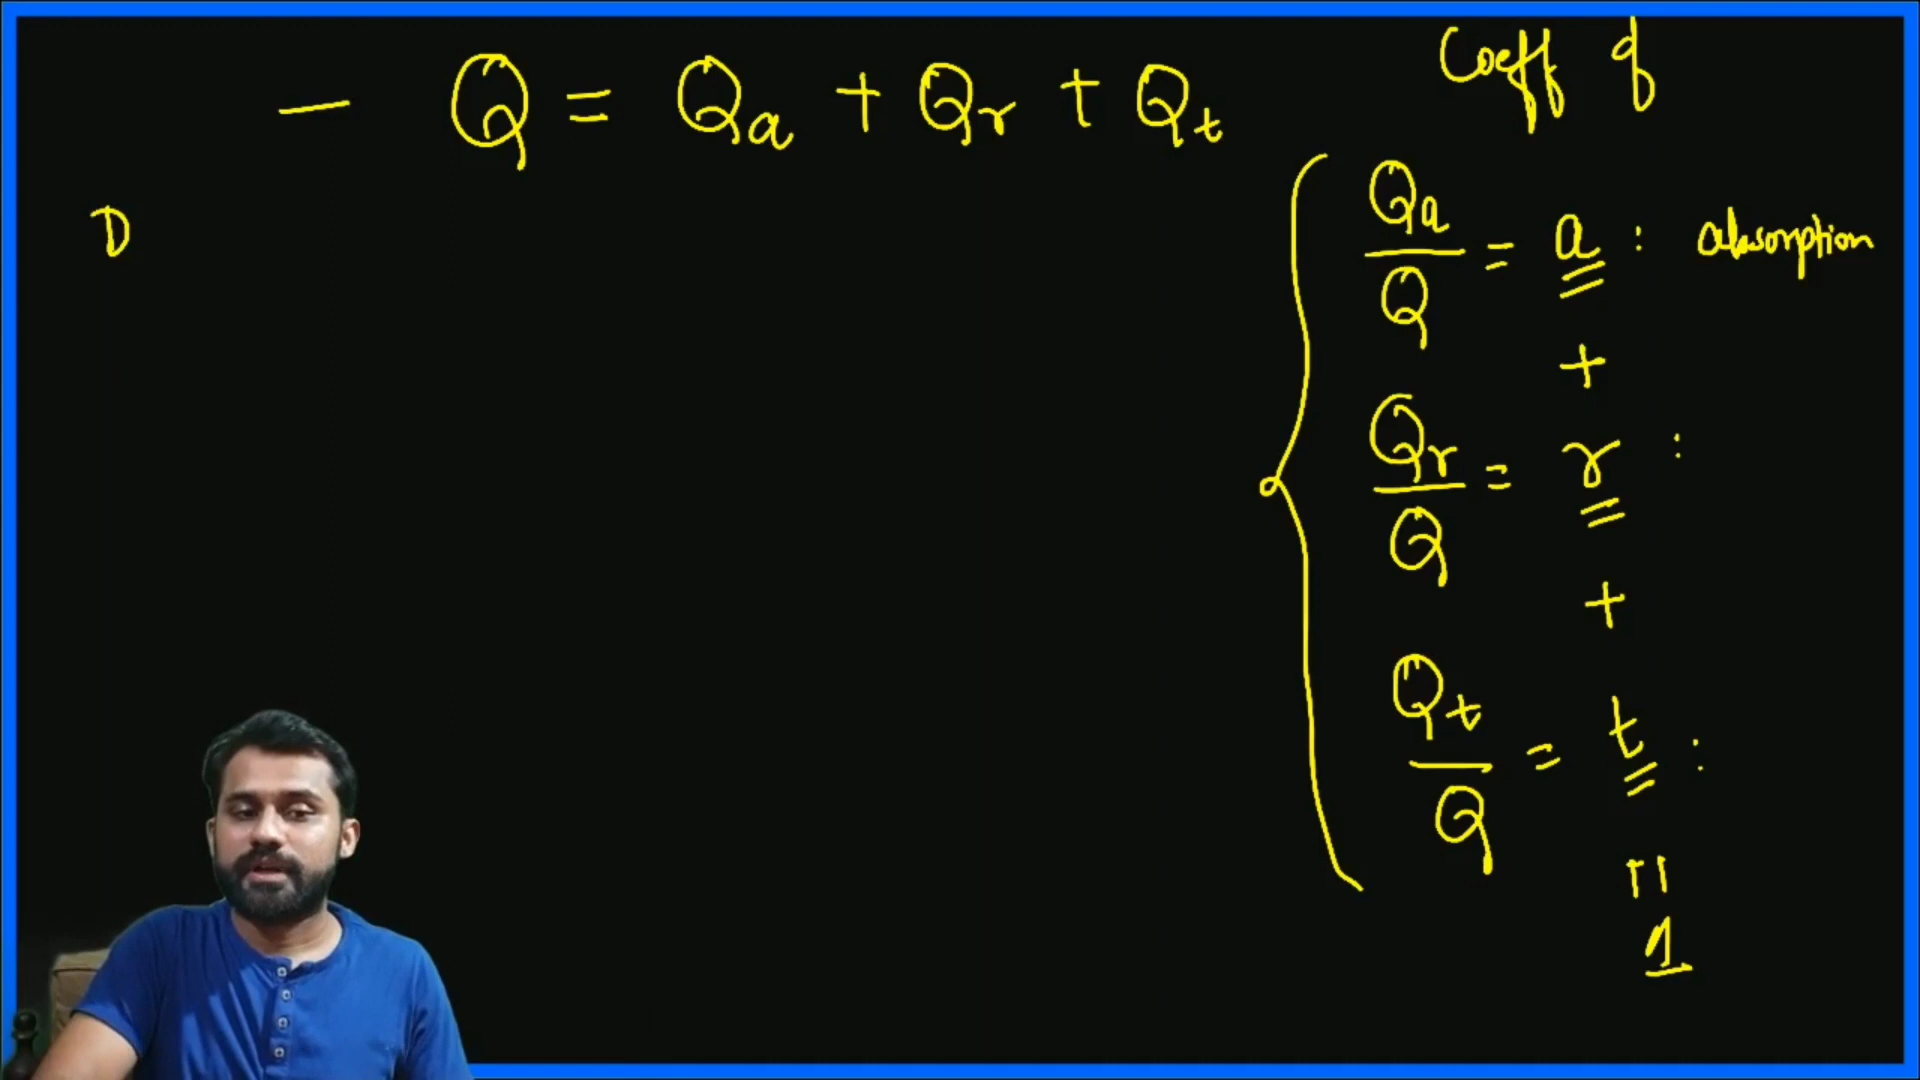 — Q = Qa + Qr + Qt
Coeff of
D
Qa/Q = a : absorption
+
Qr/Q = r :
+
Qt/Q = t :
=
1